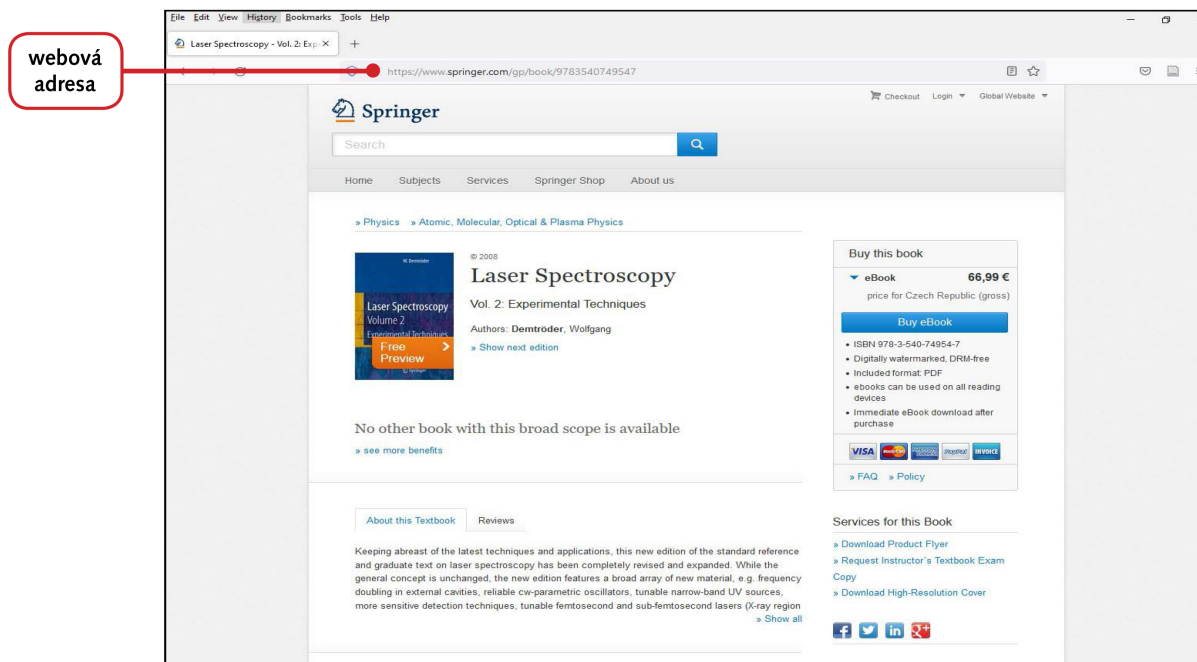 File Edit View History Bookmarks Tools Help
Laser Spectroscopy - Vol. 2: Exp
webová
adresa
https://www.springer.com/gp/book/9783540749547
Checkout Login Global Website
Springer
Search
Home Subjects Services Springer Shop About us
» Physics » Atomic, Molecular, Optical & Plasma Physics
W. Demtröder
Laser Spectroscopy
Volume 2
Experimental Techniques
Free
Preview
Springer
© 2008
Laser Spectroscopy
Vol. 2: Experimental Techniques
Authors: Demtröder, Wolfgang
» Show next edition
No other book with this broad scope is available
» see more benefits
About this Textbook Reviews
Keeping abreast of the latest techniques and applications, this new edition of the standard reference
and graduate text on laser spectroscopy has been completely revised and expanded. While the
general concept is unchanged, the new edition features a broad array of new material, e.g. frequency
doubling in external cavities, reliable cw-parametric oscillators, tunable narrow-band UV sources,
more sensitive detection techniques, tunable femtosecond and sub-femtosecond lasers (X-ray region
» Show all
Buy this book
eBook 66,99 €
price for Czech Republic (gross)
Buy eBook
• ISBN 978-3-540-74954-7
• Digitally watermarked, DRM-free
• Included format: PDF
• ebooks can be used on all reading
devices
• Immediate eBook download after
purchase
VISA MasterCard PayPal INVOICE
» FAQ » Policy
Services for this Book
» Download Product Flyer
» Request Instructor's Textbook Exam
Copy
» Download High-Resolution Cover